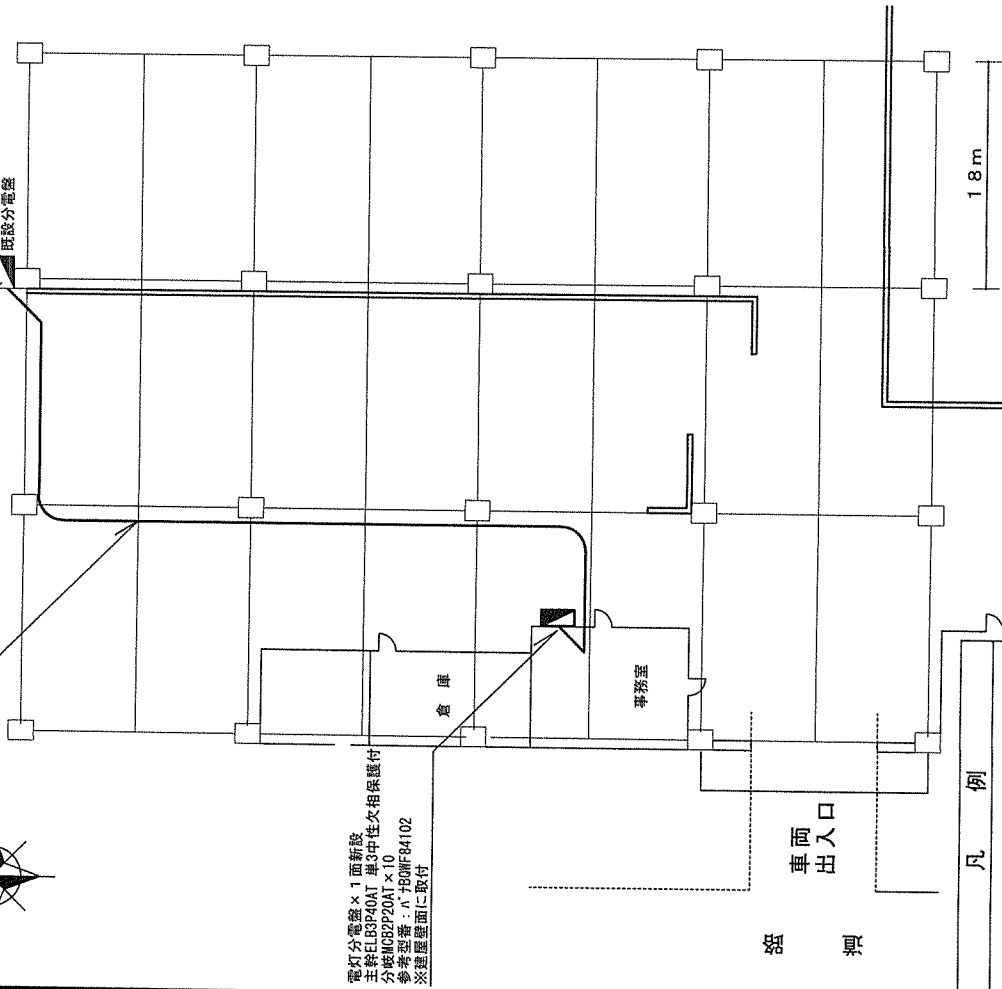 既設分電盤
18m
倉庫
事務室
電灯分電盤×1面新設
主幹ELB3P40AT 単3中性欠相保護付
分岐MCB2P20AT×10
参考型番:パナBQWF84102
※建屋壁面に取付
車両
出入口
凡例